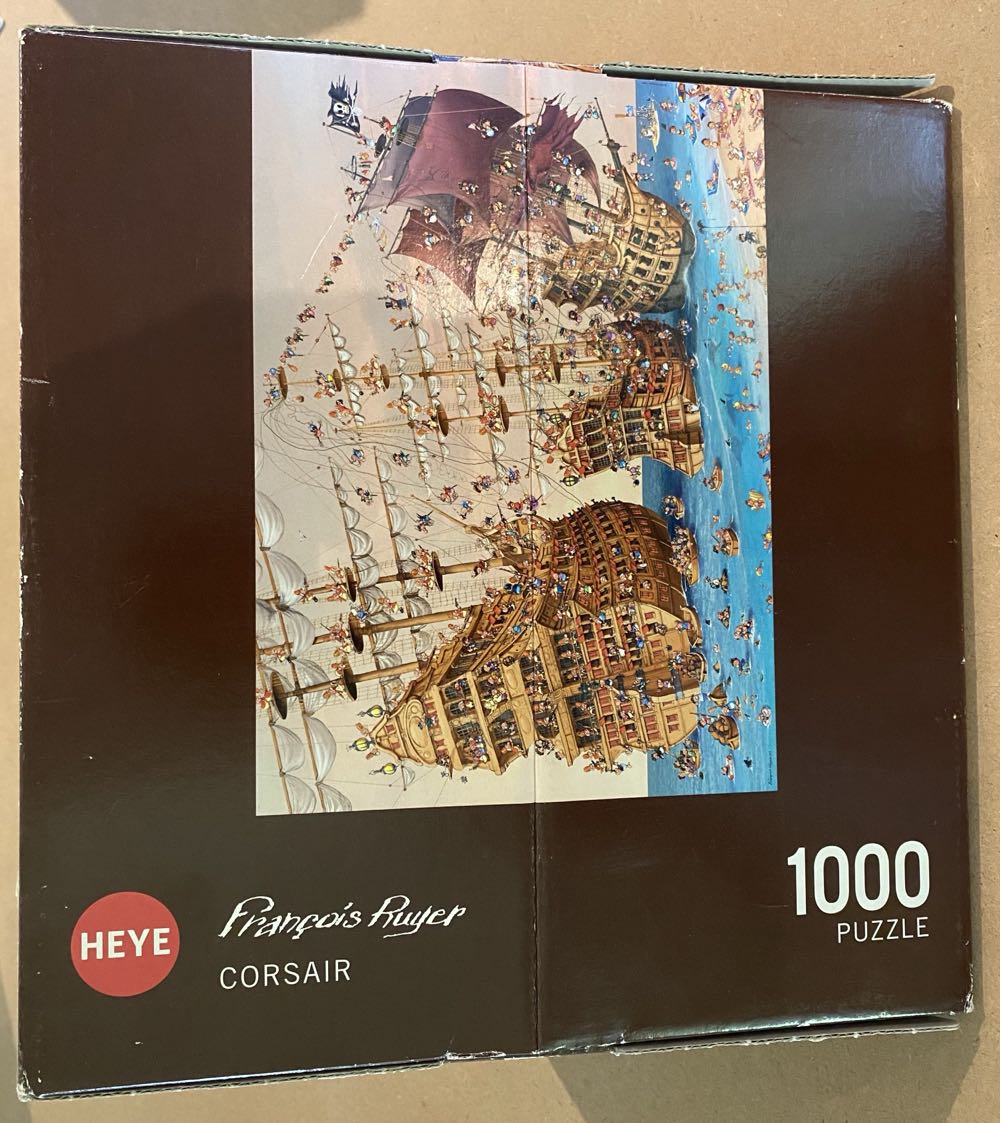 1000
PUZZLE
HEYE
François Ruyer
CORSAIR